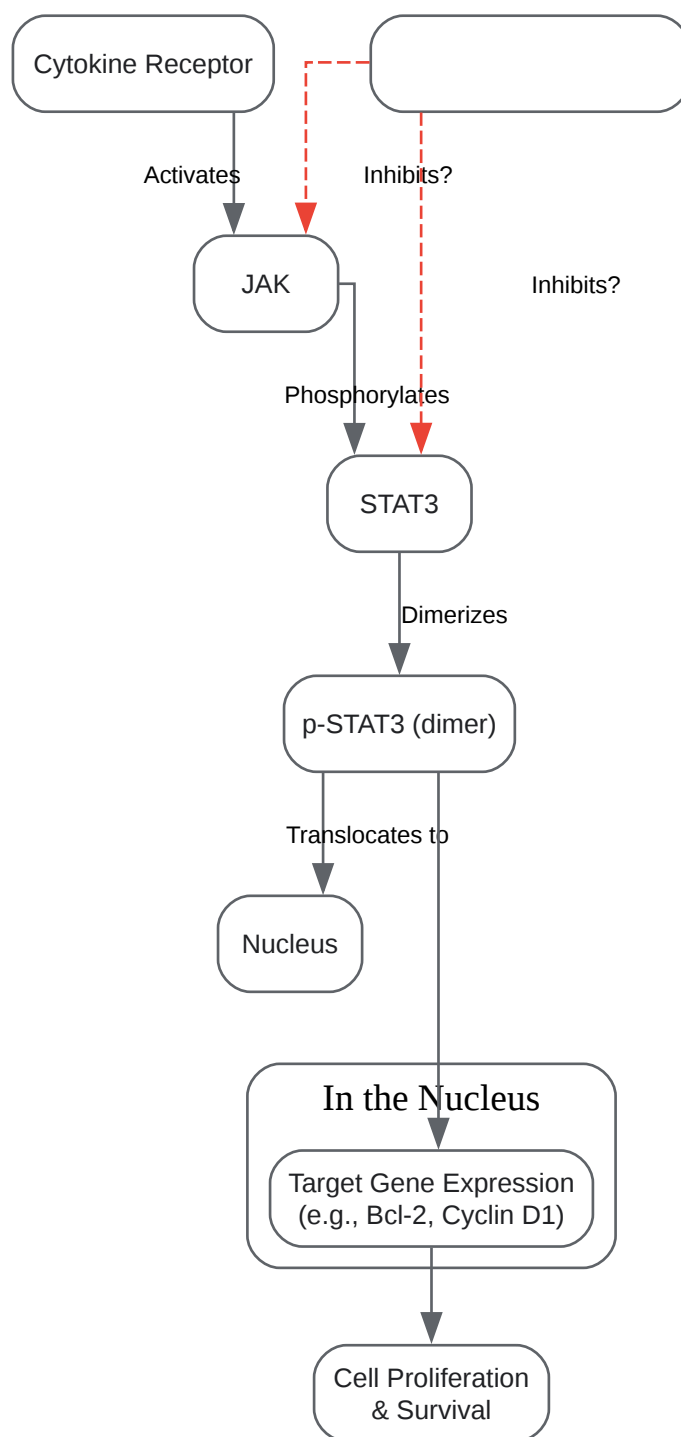 Cytokine Receptor
Activates
Inhibits?
JAK
Inhibits?
Phosphorylates
STAT3
Dimerizes
p-STAT3 (dimer)
Translocates to
Nucleus
In the Nucleus
Target Gene Expression
(e.g., Bcl-2, Cyclin D1)
Cell Proliferation
& Survival